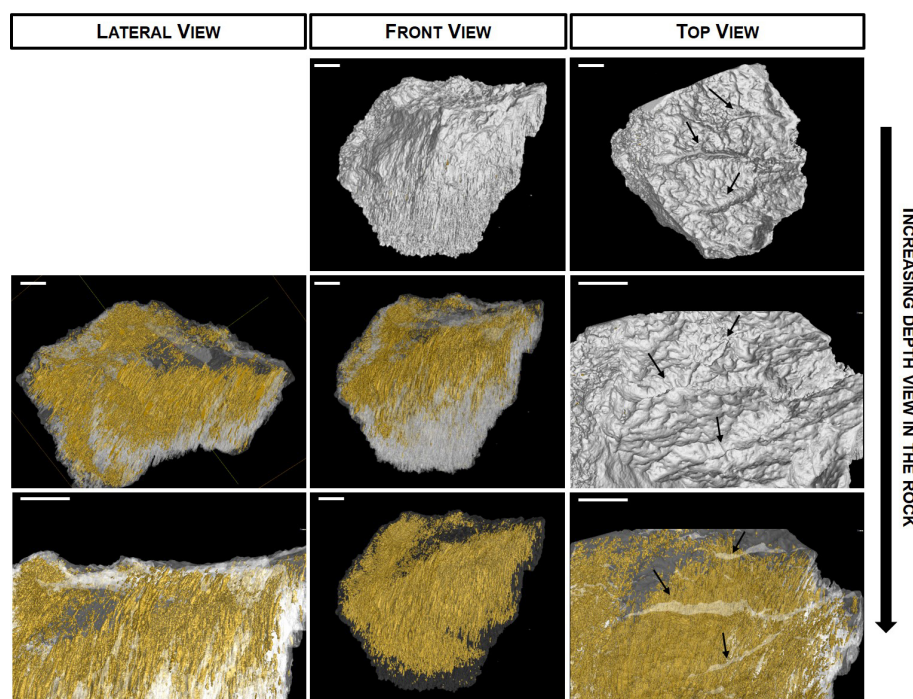 LATERAL VIEW
FRONT VIEW
TOP VIEW
INCREASING DEPTH VIEW IN THE ROCK